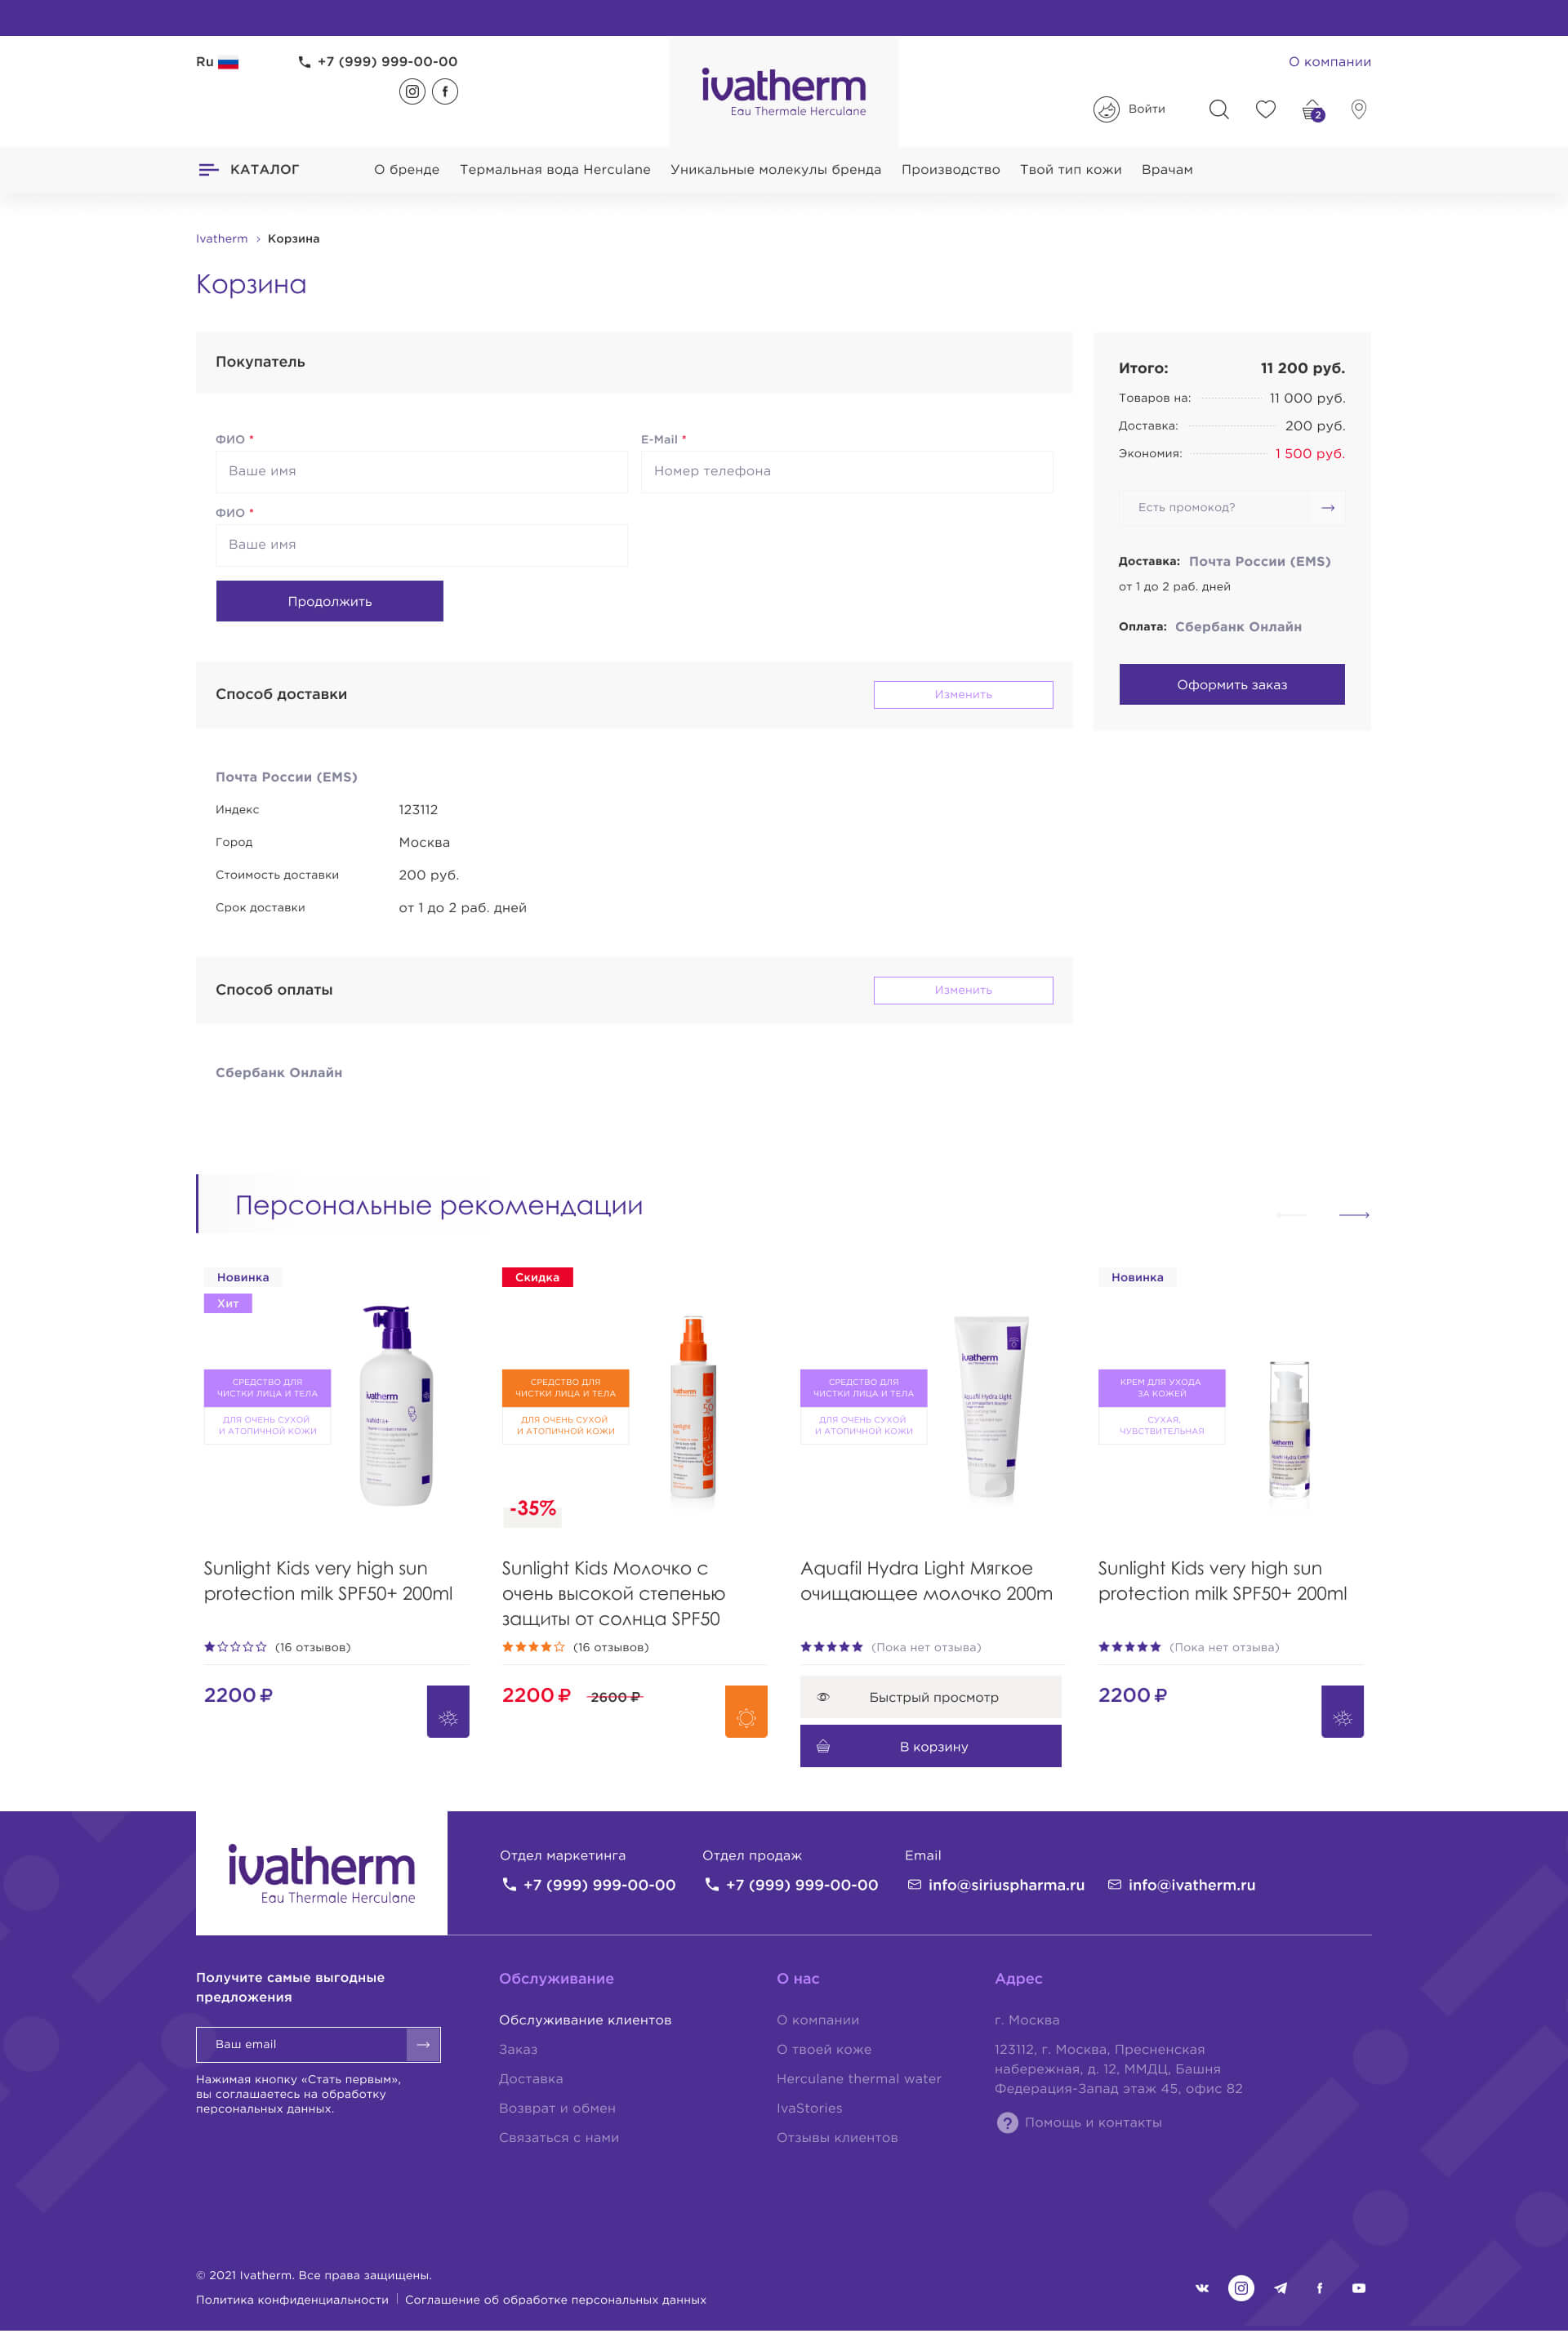 Ru
+7 (999) 999-00-00
ivatherm
Eau Thermale Herculane
О компании
Войти
2
КАТАЛОГ
О бренде Термальная вода Herculane Уникальные молекулы бренда Производство Твой тип кожи Врачам
Ivatherm > Корзина
Корзина
Покупатель
ФИО *
Ваше имя
E-Mail *
Номер телефона
ФИО *
Ваше имя
Продолжить
Итого: 11 200 руб.
Товаров на: 11 000 руб.
Доставка: 200 руб.
Экономия: 1 500 руб.
Есть промокод?
Доставка: Почта России (EMS)
от 1 до 2 раб. дней
Оплата: Сбербанк Онлайн
Оформить заказ
Способ доставки
Изменить
Почта России (EMS)
Индекс 123112
Город Москва
Стоимость доставки 200 руб.
Срок доставки от 1 до 2 раб. дней
Способ оплаты
Изменить
Сбербанк Онлайн
Персональные рекомендации
Новинка
Хит
СРЕДСТВО ДЛЯ
ЧИСТКИ ЛИЦА И ТЕЛА
ДЛЯ ОЧЕНЬ СУХОЙ
И АТОПИЧНОЙ КОЖИ
ivatherm
Sunlight Kids very high sun
protection milk SPF50+ 200ml
(16 отзывов)
2200 ₽
Скидка
СРЕДСТВО ДЛЯ
ЧИСТКИ ЛИЦА И ТЕЛА
ДЛЯ ОЧЕНЬ СУХОЙ
И АТОПИЧНОЙ КОЖИ
ivatherm
50
Sunlight
-35%
Sunlight Kids Молочко с
очень высокой степенью
защиты от солнца SPF50
(16 отзывов)
2200 ₽ 2600 ₽
СРЕДСТВО ДЛЯ
ЧИСТКИ ЛИЦА И ТЕЛА
ДЛЯ ОЧЕНЬ СУХОЙ
И АТОПИЧНОЙ КОЖИ
ivatherm
Aquafil Hydra Light
Aquafil Hydra Light Мягкое
очищающее молочко 200m
(Пока нет отзыва)
Быстрый просмотр
В корзину
Новинка
КРЕМ ДЛЯ УХОДА
ЗА КОЖЕЙ
СУХАЯ,
ЧУВСТВИТЕЛЬНАЯ
ivatherm
Sunlight Kids very high sun
protection milk SPF50+ 200ml
(Пока нет отзыва)
2200 ₽
ivatherm
Eau Thermale Herculane
Отдел маркетинга
+7 (999) 999-00-00
Отдел продаж
+7 (999) 999-00-00
Email
info@siriuspharma.ru
info@ivatherm.ru
Получите самые выгодные
предложения
Ваш email
Нажимая кнопку «Стать первым»,
вы соглашаетесь на обработку
персональных данных.
Обслуживание
Обслуживание клиентов
Заказ
Доставка
Возврат и обмен
Связаться с нами
О нас
О компании
О твоей коже
Herculane thermal water
IvaStories
Отзывы клиентов
Адрес
г. Москва
123112, г. Москва, Пресненская
набережная, д. 12, ММДЦ, Башня
Федерация-Запад этаж 45, офис 82
Помощь и контакты
© 2021 Ivatherm. Все права защищены.
Политика конфиденциальности | Соглашение об обработке персональных данных